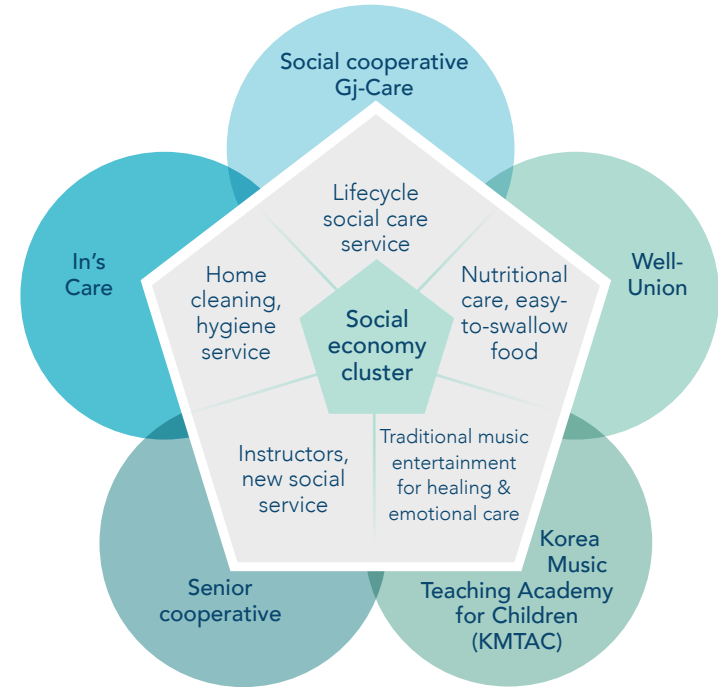 Social cooperative
Gj-Care
Lifecycle
social care
service
In's
Care
Home
cleaning,
hygiene
service
Social
economy
cluster
Nutritional
care, easy-
to-swallow
food
Well-
Union
Instructors,
new social
service
Traditional music
entertainment
for healing &
emotional care
Senior
cooperative
Korea
Music
Teaching Academy
for Children
(KMTAC)